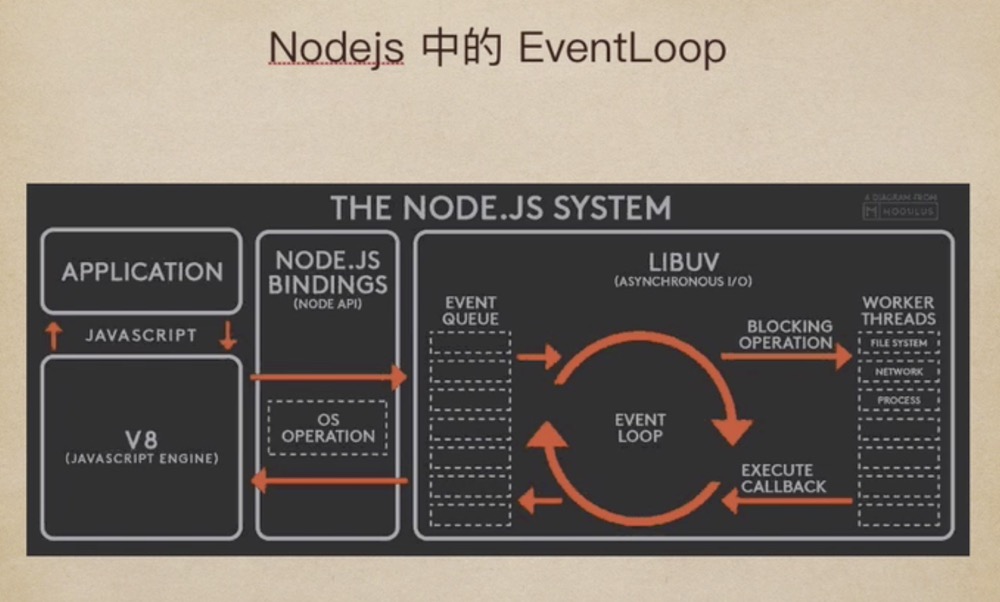 Nodejs 中的 EventLoop
THE NODE.JS SYSTEM
A DIAGRAM FROM
MODULUS
APPLICATION
JAVASCRIPT
V8
(JAVASCRIPT ENGINE)
NODE.JS
BINDINGS
(NODE API)
OS
OPERATION
LIBUV
(ASYNCHRONOUS I/O)
EVENT
QUEUE
EVENT
LOOP
BLOCKING
OPERATION
EXECUTE
CALLBACK
WORKER
THREADS
FILE SYSTEM
NETWORK
PROCESS